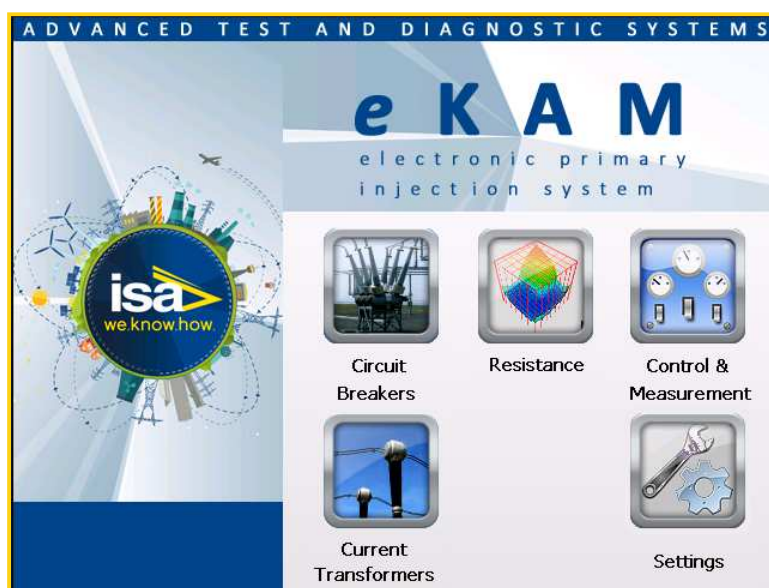 ADVANCED TEST AND DIAGNOSTIC SYSTEMS
eKAM
electronic primary
injection system
isa
we.know.how.
Circuit
Breakers
Resistance
Control &
Measurement
Current
Transformers
Settings